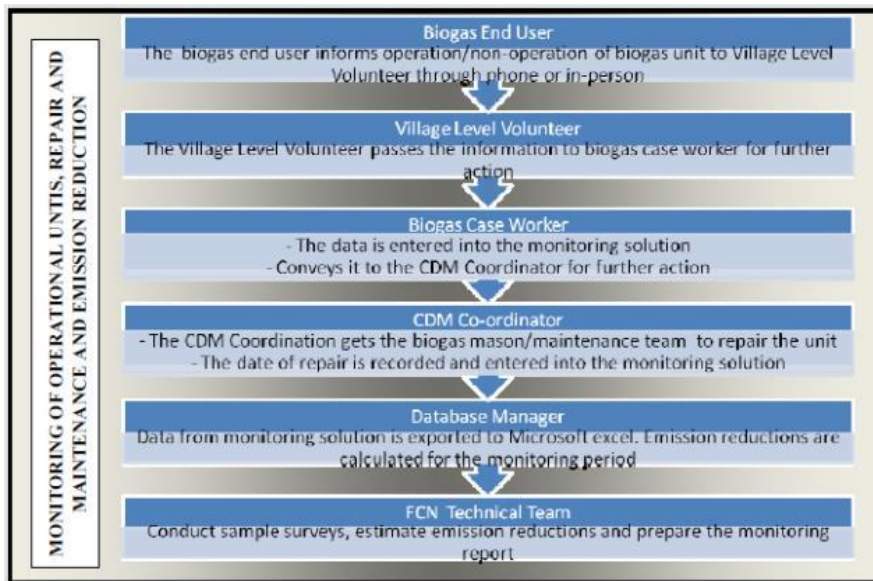 MONITORING OF OPERATIONAL UNTIS, REPAIR AND
MAINTENANCE AND EMISSION REDUCTION
Biogas End User
The biogas end user informs operation/non-operation of biogas unit to Village Level
Volunteer through phone or in-person
Village Level Volunteer
The Village Level Volunteer passes the information to biogas case worker for further
action
Biogas Case Worker
- The data is entered into the monitoring solution
- Conveys it to the CDM Coordinator for further action
CDM Co-ordinator
- The CDM Coordination gets the biogas mason/maintenance team to repair the unit
- The date of repair is recorded and entered into the monitoring solution
Database Manager
Data from monitoring solution is exported to Microsoft excel. Emission reductions are
calculated for the monitoring period
FCN Technical Team
Conduct sample surveys, estimate emission reductions and prepare the monitoring
report